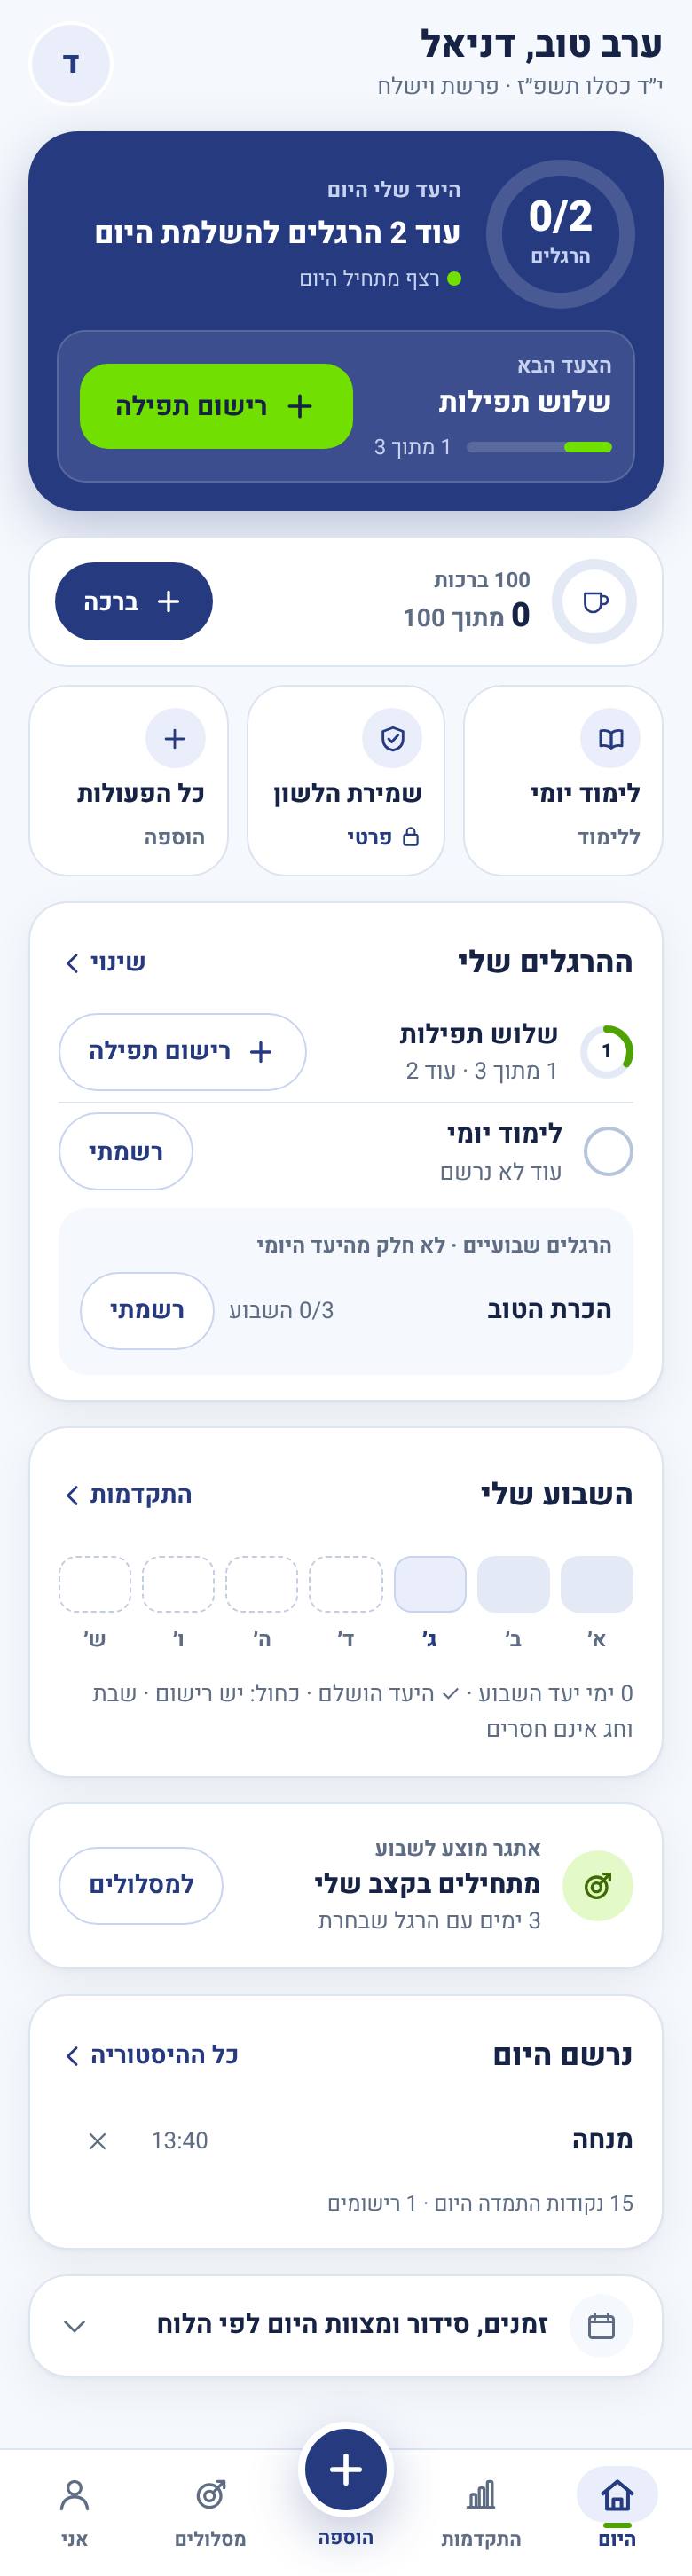 ערב טוב, דניאל
ד
י״ד כסלו תשפ״ז · פרשת וישלח
0/2
הרגלים
היעד שלי היום
עוד 2 הרגלים להשלמת היום
רצף מתחיל היום
הצעד הבא
שלוש תפילות
1 מתוך 3
רישום תפילה
100 ברכות
0 מתוך 100
ברכה
לימוד יומי
ללימוד
שמירת הלשון
פרטי
כל הפעולות
הוספה
ההרגלים שלי
שינוי
1
שלוש תפילות
1 מתוך 3 · עוד 2
רישום תפילה
לימוד יומי
עוד לא נרשם
רשמתי
הרגלים שבועיים · לא חלק מהיעד היומי
הכרת הטוב
0/3 השבוע
רשמתי
השבוע שלי
התקדמות
א׳ ב׳ ג׳ ד׳ ה׳ ו׳ ש׳
0 ימי יעד השבוע · ✓ היעד הושלם · כחול: יש רישום · שבת
וחג אינם חסרים
אתגר מוצע לשבוע
מתחילים בקצב שלי
3 ימים עם הרגל שבחרת
למסלולים
נרשם היום
כל ההיסטוריה
מנחה
13:40
15 נקודות התמדה היום · 1 רישומים
זמנים, סידור ומצוות היום לפי הלוח
היום
התקדמות
הוספה
מסלולים
אני